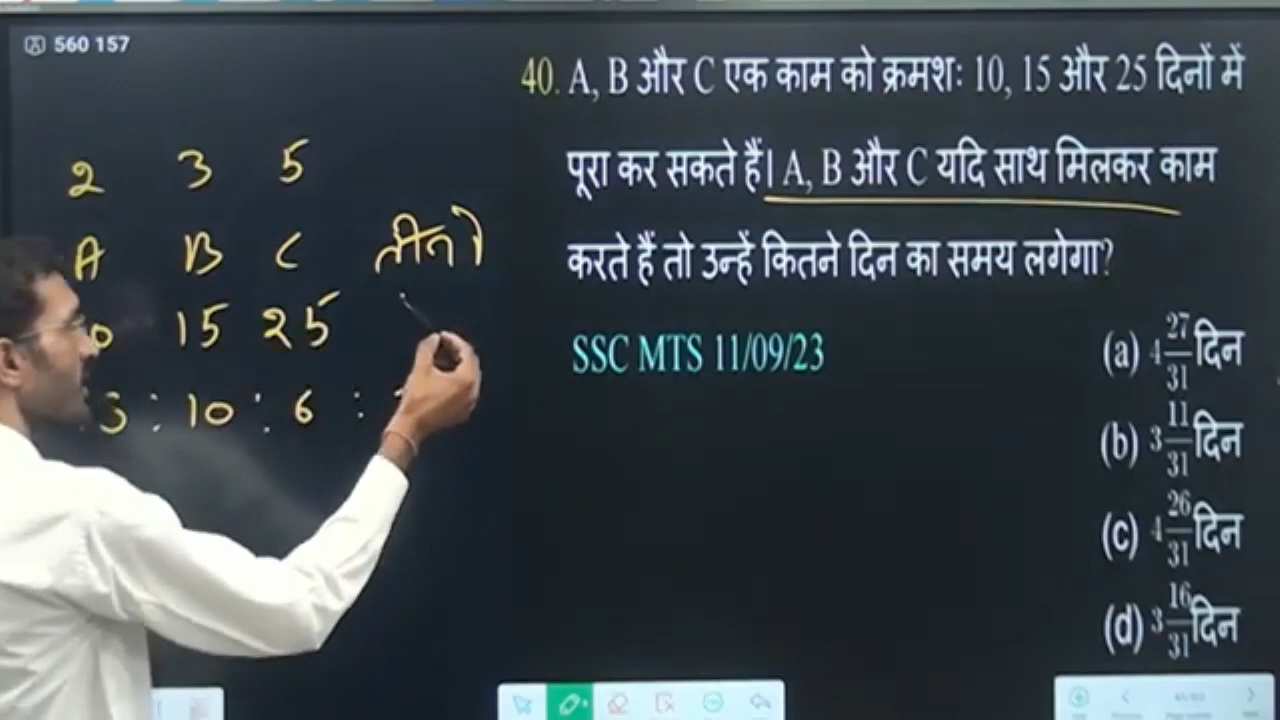 560 157
40. A, B और C एक काम को क्रमशः 10, 15 और 25 दिनों में
पूरा कर सकते हैं। A, B और C यदि साथ मिलकर काम
करते हैं तो उन्हें कितने दिन का समय लगेगा?
SSC MTS 11/09/23
(a) 4 27/31 दिन
(b) 3 11/31 दिन
(c) 4 26/31 दिन
(d) 3 16/31 दिन
2 3 5
A B C तीनों
15 25
: 10 : 6 :